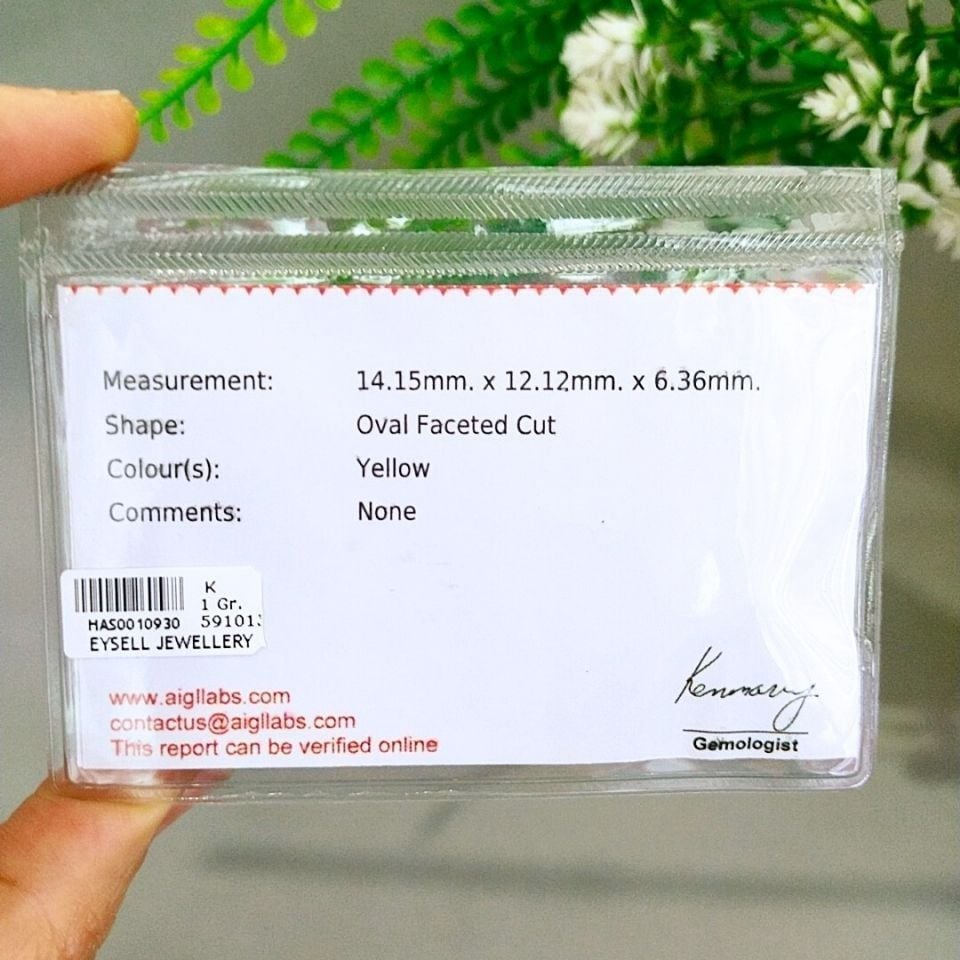 Measurement: 14.15mm. x 12.12mm. x 6.36mm.
Shape: Oval Faceted Cut
Colour(s): Yellow
Comments: None
K
1 Gr.
HAS0010930 59101
EYSELL JEWELLERY
www.aigllabs.com
contactus@aigllabs.com
This report can be verified online
Gemologist